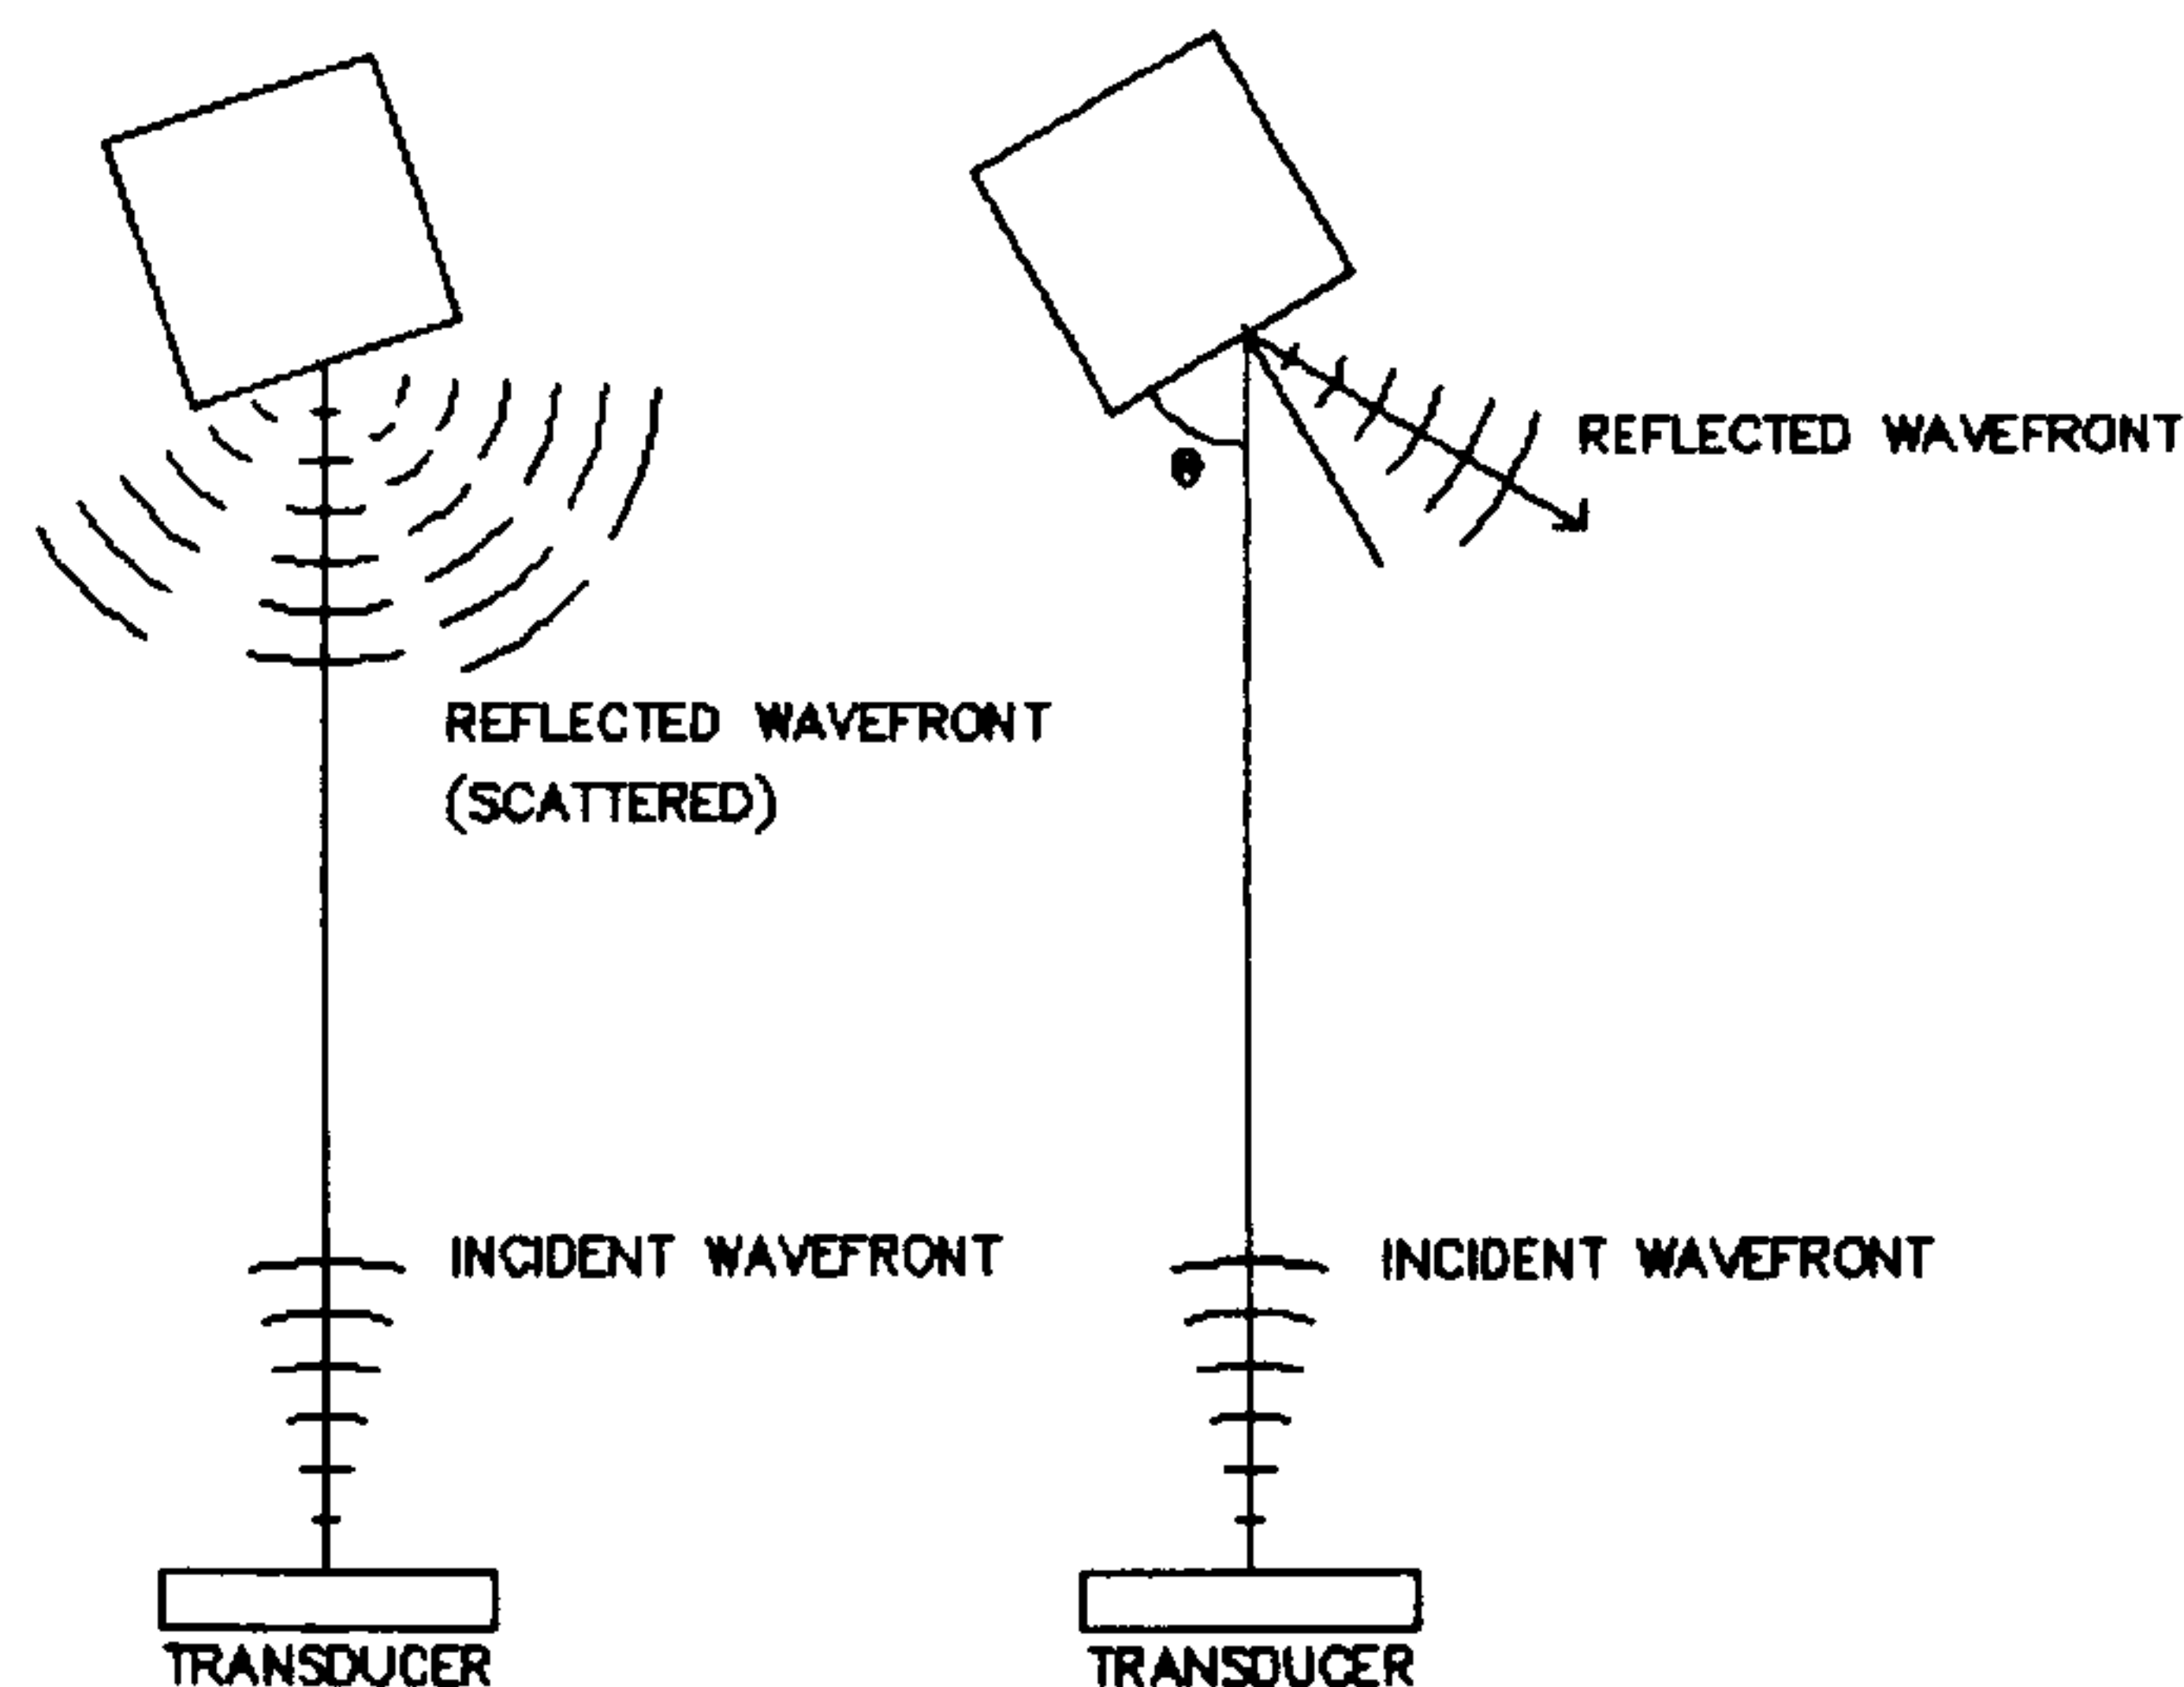 REFLECTED WAVEFRONT
(SCATTERED)
INCIDENT WAVEFRONT
TRANSDUCER
REFLECTED WAVEFRONT
θ
INCIDENT WAVEFRONT
TRANSDUCER